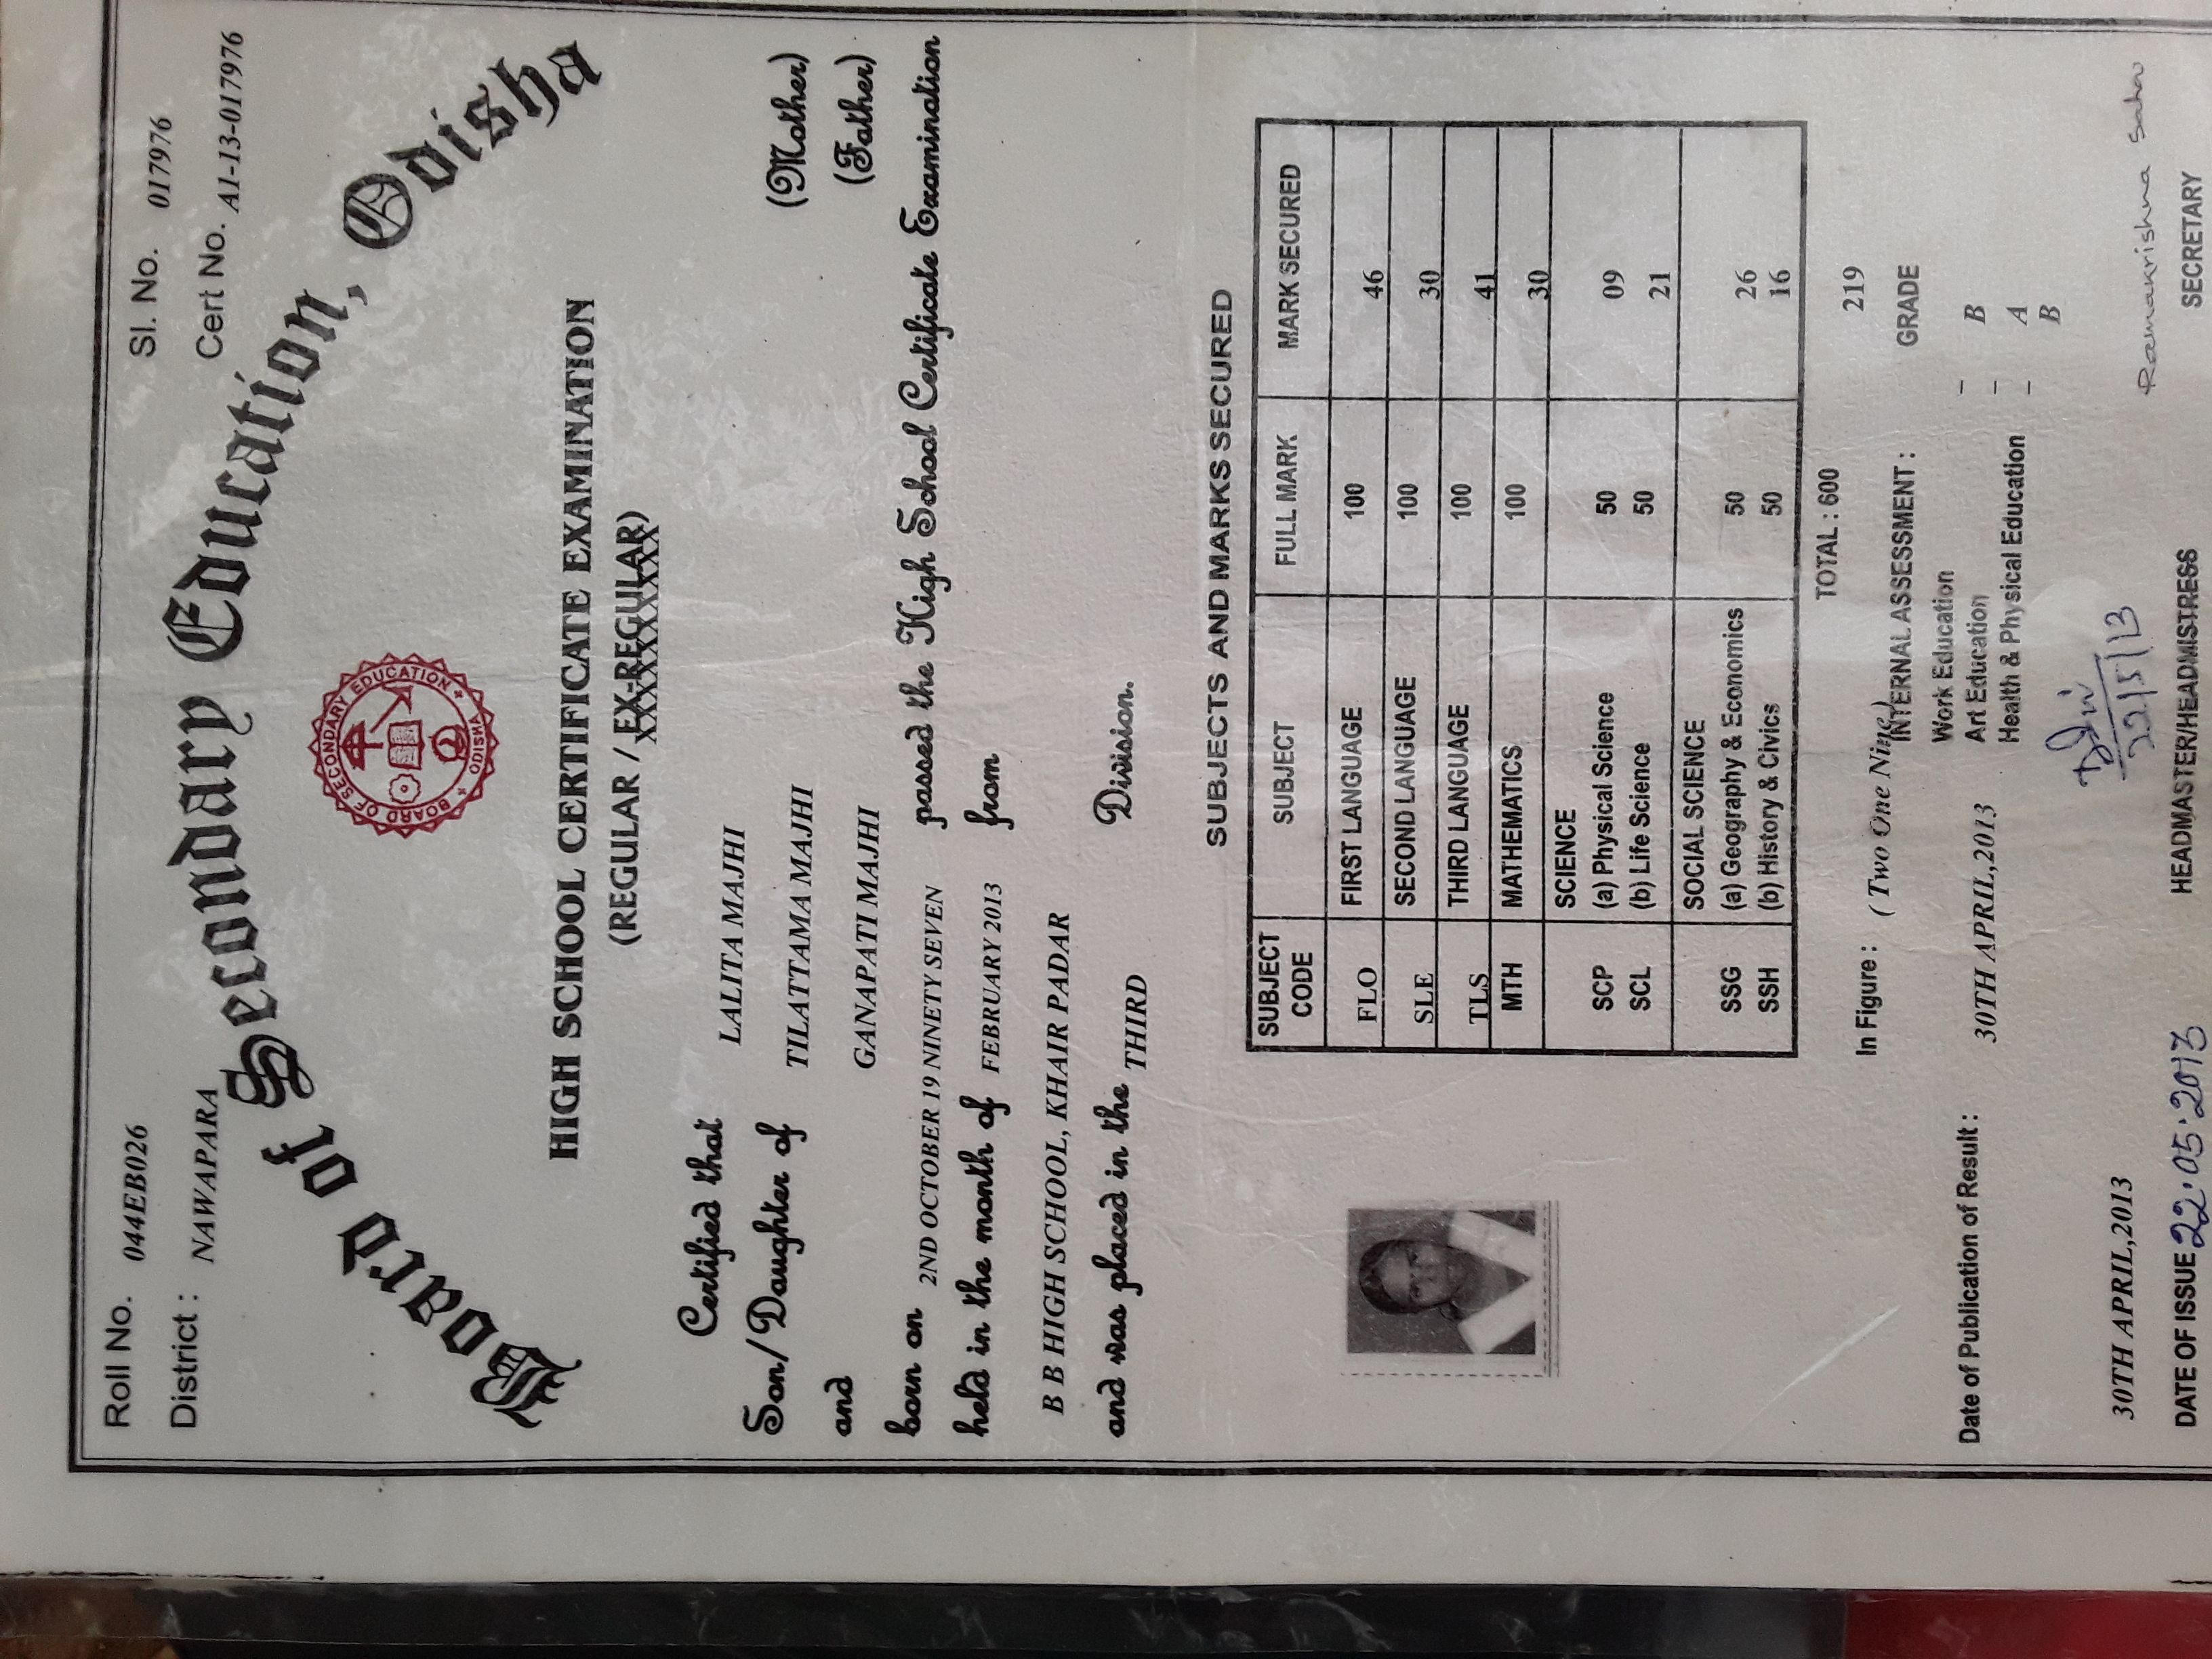 Roll No. 044EB026 Sl. No. 017976
District : NAWAPARA Cert No. A1-13-017976
Board of Secondary Education, Odisha
BOARD OF SECONDARY EDUCATION
ODISHA
HIGH SCHOOL CERTIFICATE EXAMINATION
(REGULAR / EX-REGULAR)
XXXXXXXXXX
Certified that LALITA MAJHI
Son/Daughter of TILATTAMA MAJHI (Mother)
and GANAPATI MAJHI (Father)
born on 2ND OCTOBER 19 NINETY SEVEN passed the High School Certificate Examination
held in the month of FEBRUARY 2013 from
B B HIGH SCHOOL, KHAIR PADAR
and was placed in the THIRD Division.
SUBJECTS AND MARKS SECURED
SUBJECT CODE SUBJECT FULL MARK MARK SECURED
FLO FIRST LANGUAGE 100 46
SLE SECOND LANGUAGE 100 30
TLS THIRD LANGUAGE 100 41
MTH MATHEMATICS 100 30
SCIENCE
SCP (a) Physical Science 50 09
SCL (b) Life Science 50 21
SOCIAL SCIENCE
SSG (a) Geography & Economics 50 26
SSH (b) History & Civics 50 16
TOTAL : 600 219
In Figure : (Two One Nine)
INTERNAL ASSESSMENT : GRADE
Work Education – B
Art Education – A
Health & Physical Education – B
Date of Publication of Result : 30TH APRIL,2013
30TH APRIL,2013
22/5/13
Ramakrishna Sahoo
DATE OF ISSUE 22.05.2013 HEADMASTER/HEADMISTRESS SECRETARY